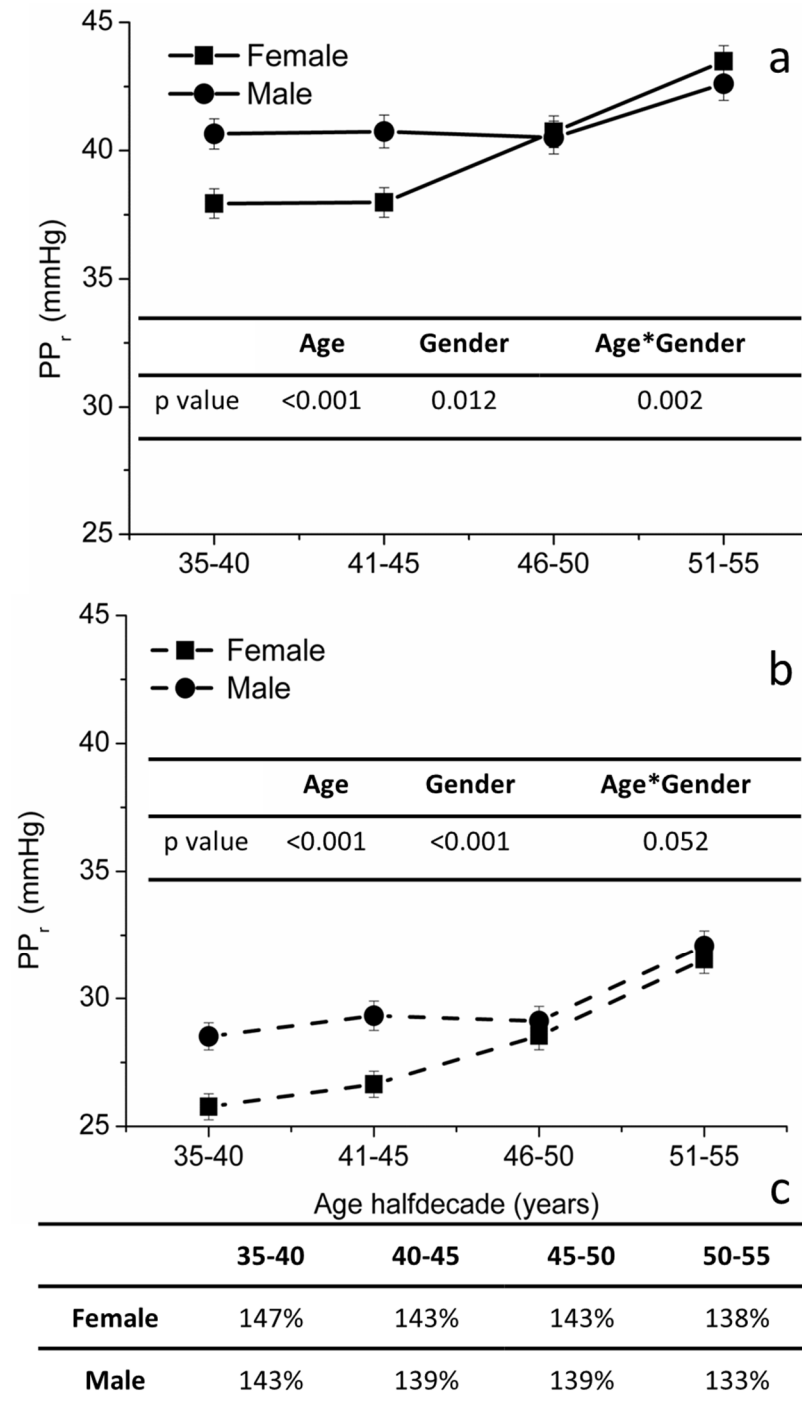 45
Female
a
Male
40
35
PPr (mmHg)
Age Gender Age*Gender
p value <0.001 0.012 0.002
30
25
35-40 41-45 46-50 51-55
45
Female
b
Male
40
Age Gender Age*Gender
p value <0.001 <0.001 0.052
35
PPr (mmHg)
30
25
35-40 41-45 46-50 51-55
Age halfdecade (years)
c
35-40 40-45 45-50 50-55
Female 147% 143% 143% 138%
Male 143% 139% 139% 133%